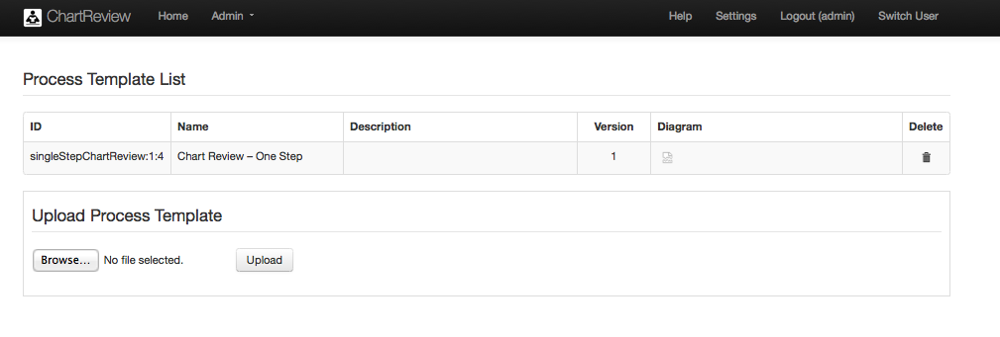 ChartReview Home Admin Help Settings Logout (admin) Switch User
Process Template List
ID Name Description Version Diagram Delete
singleStepChartReview:1:4 Chart Review – One Step 1
Upload Process Template
Browse... No file selected. Upload